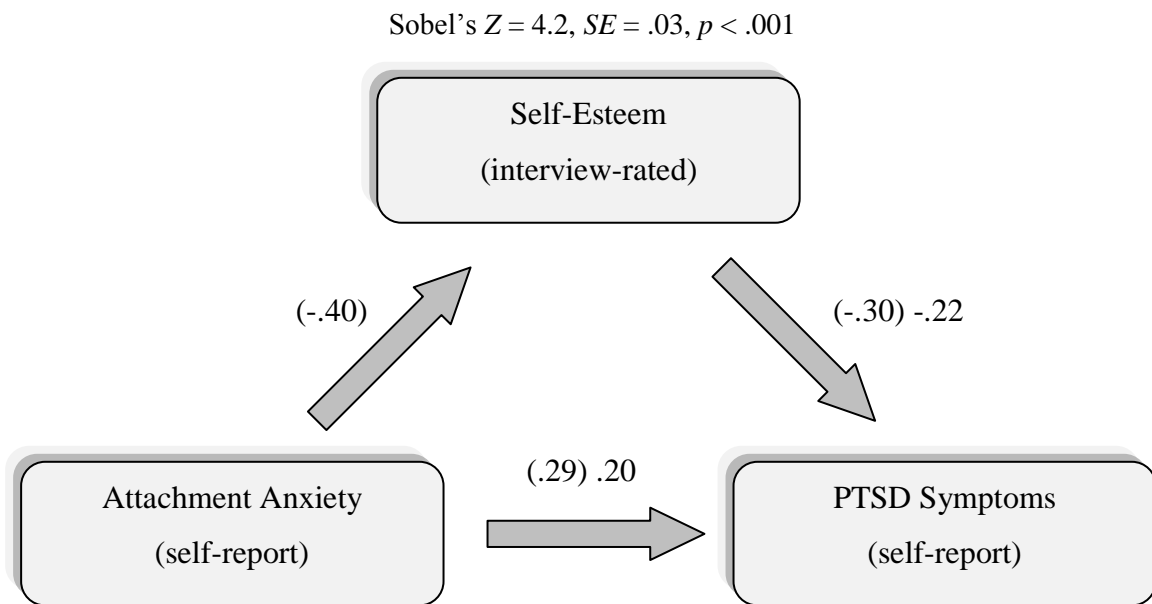 Sobel’s Z = 4.2, SE = .03, p < .001
Self-Esteem
(interview-rated)
(-.40)
(-.30) -.22
(.29) .20
Attachment Anxiety
(self-report)
PTSD Symptoms
(self-report)